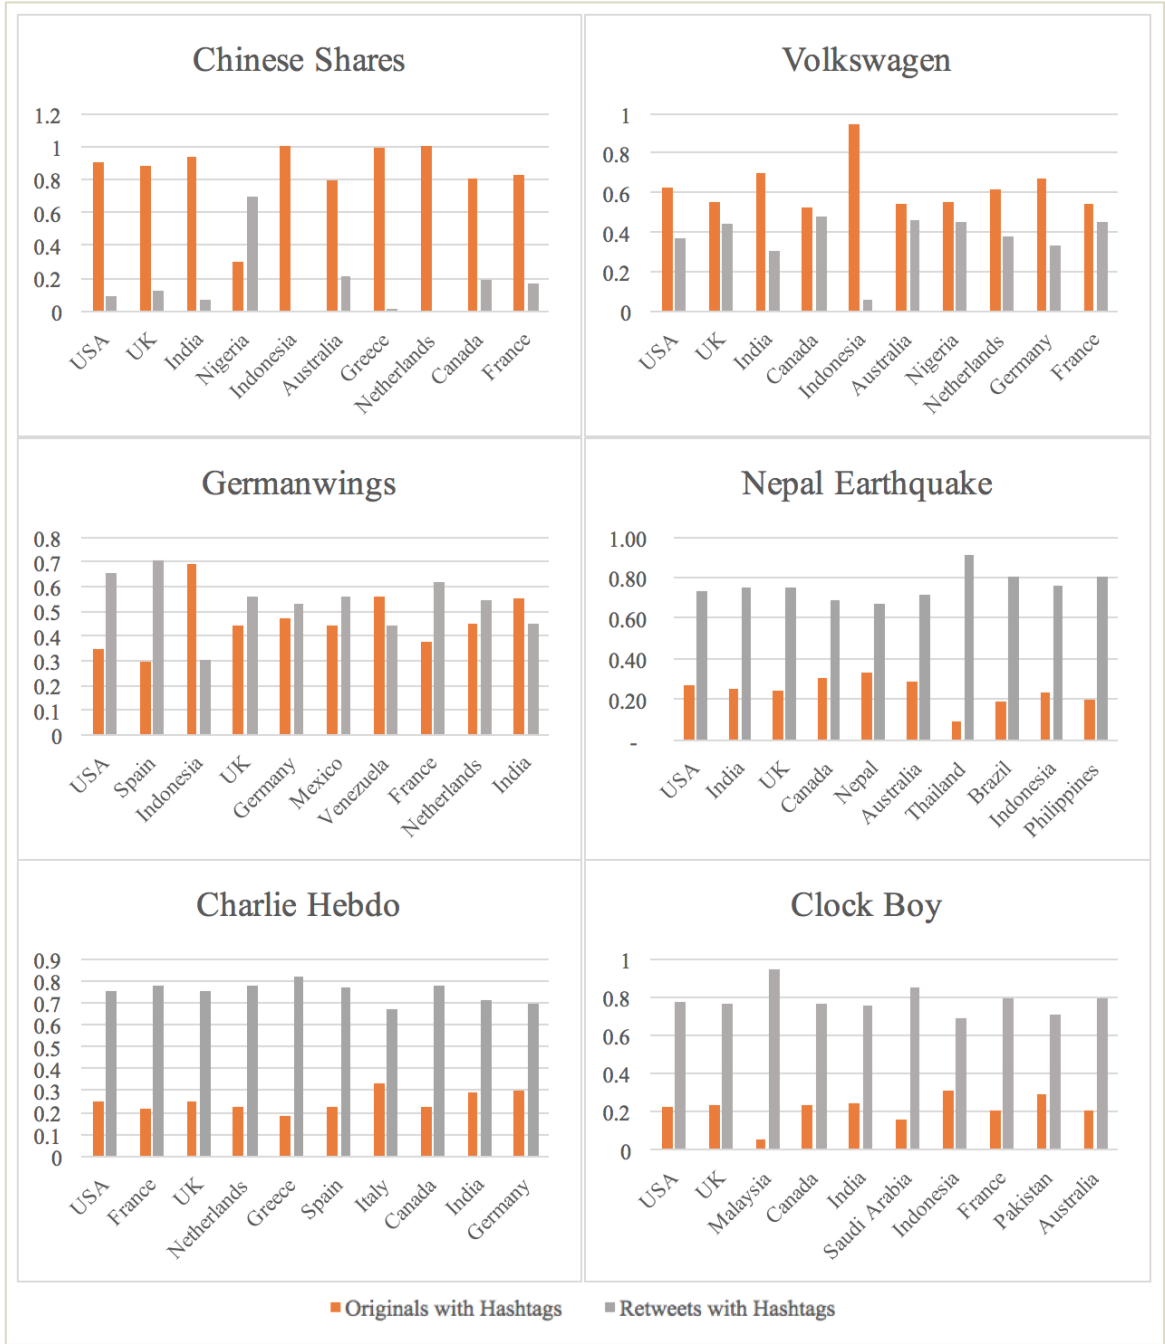 Chinese Shares
1.2
1
0.8
0.6
0.4
0.2
0
USA
UK
India
Nigeria
Indonesia
Australia
Greece
Netherlands
Canada
France
Volkswagen
1
0.8
0.6
0.4
0.2
0
USA
UK
India
Canada
Indonesia
Australia
Nigeria
Netherlands
Germany
France
Germanwings
0.8
0.7
0.6
0.5
0.4
0.3
0.2
0.1
0
USA
Spain
Indonesia
UK
Germany
Mexico
Venezuela
France
Netherlands
India
Nepal Earthquake
1.00
0.80
0.60
0.40
0.20
-
USA
India
UK
Canada
Nepal
Australia
Thailand
Brazil
Indonesia
Philippines
Charlie Hebdo
0.9
0.8
0.7
0.6
0.5
0.4
0.3
0.2
0.1
0
USA
France
UK
Netherlands
Greece
Spain
Italy
Canada
India
Germany
Clock Boy
1
0.8
0.6
0.4
0.2
0
USA
UK
Malaysia
Canada
India
Saudi Arabia
Indonesia
France
Pakistan
Australia
Originals with Hashtags
Retweets with Hashtags